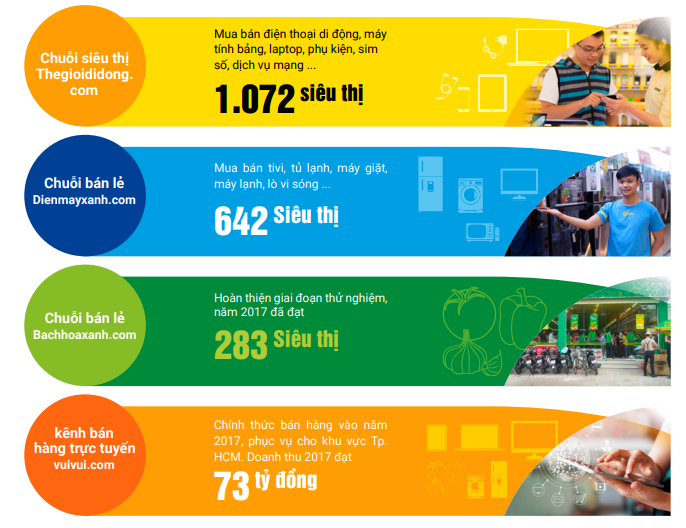 Chuỗi siêu thị
Thegioididong.
com
Mua bán điện thoại di động, máy
tính bảng, laptop, phụ kiện, sim
số, dịch vụ mạng ...
1.072 siêu thị
Chuỗi bán lẻ
Dienmayxanh.com
Mua bán tivi, tủ lạnh, máy giặt,
máy lạnh, lò vi sóng ...
642 Siêu thị
Chuỗi bán lẻ
Bachhoaxanh.com
Hoàn thiện giai đoạn thử nghiệm,
năm 2017 đã đạt
283 Siêu thị
kênh bán
hàng trực tuyến
vuivui.com
Chính thức bán hàng vào năm
2017, phục vụ cho khu vực Tp.
HCM. Doanh thu 2017 đạt
73 tỷ đồng